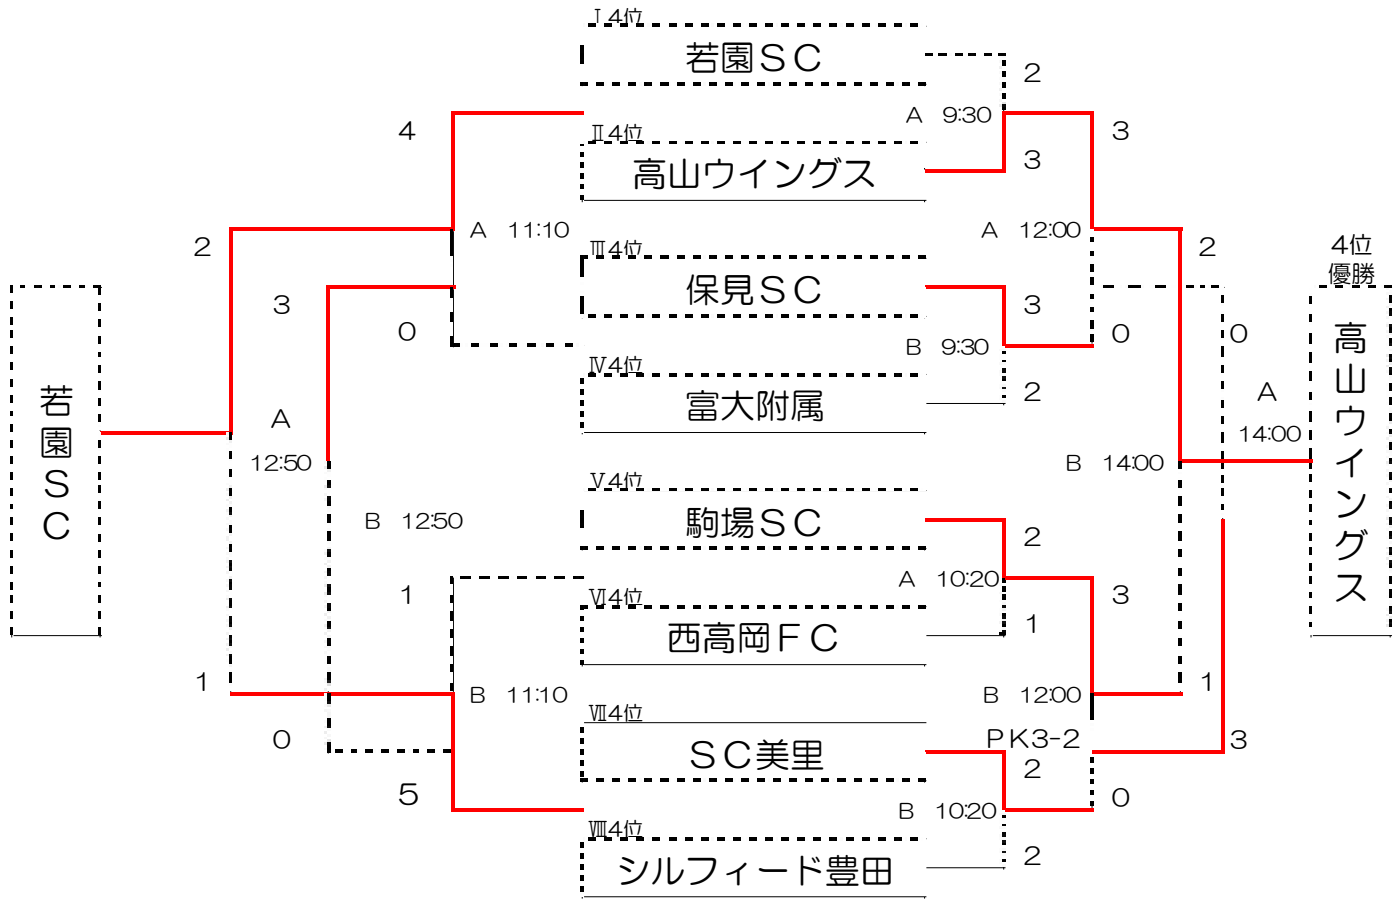 Ⅰ4位
若園ＳＣ
2
A 9:30
3
4
3
Ⅱ4位
高山ウイングス
3
2
A 11:10
A 12:00
2
Ⅲ4位
保見ＳＣ
4位
優勝
3
3
0
B 9:30
0
0
Ⅳ4位
富大附属
2
若園ＳＣ
高山ウイングス
A
12:50
A
14:00
B 14:00
Ⅴ4位
駒場ＳＣ
B 12:50
2
A 10:20
1
3
Ⅵ4位
西高岡ＦＣ
1
1
B 11:10
B 12:00
1
Ⅶ4位
ＳＣ美里
ＰＫ3-2
0
2
3
5
B 10:20
0
Ⅷ4位
シルフィード豊田
2